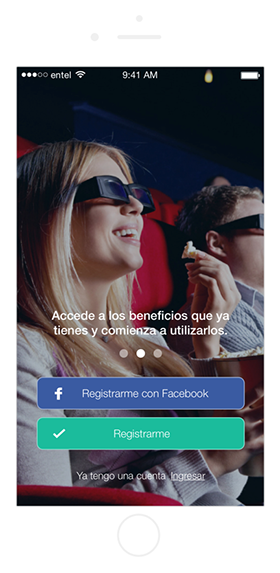 entel 9:41 AM
Accede a los beneficios que ya
tienes y comienza a utilizarlos.
f Registrarme con Facebook
Registrarme
Ya tengo una cuenta Ingresar